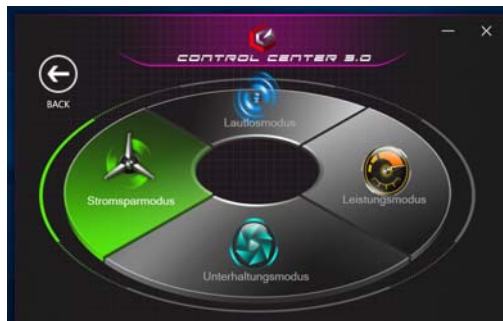 CONTROL CENTER 3.0
BACK
Lautlosmodus
Stromsparmodus
Leistungsmodus
Unterhaltungsmodus